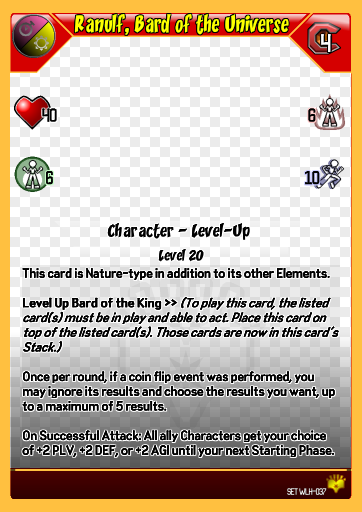 Ranulf, Bard of the Universe
4
40
6
6
10
Character - Level-Up
Level 20
This card is Nature-type in addition to its other Elements.
Level Up Bard of the King >> (To play this card, the listed
card(s) must be in play and able to act. Place this card on
top of the listed card(s). Those cards are now in this card's
Stack.)
Once per round, if a coin flip event was performed, you
may ignore its results and choose the results you want, up
to a maximum of 5 results.
On Successful Attack: All ally Characters get your choice
of +2 PLV, +2 DEF, or +2 AGI until your next Starting Phase.
SET WLH-037